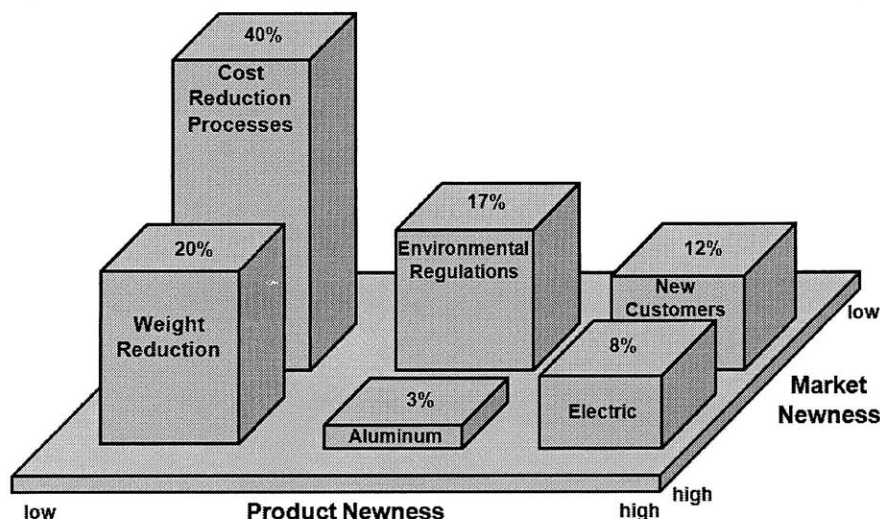 40%
Cost
Reduction
Processes
17%
Environmental
Regulations
12%
New
Customers
20%
Weight
Reduction
low
8%
Electric
3%
Aluminum
Market
Newness
high
low
Product Newness
high